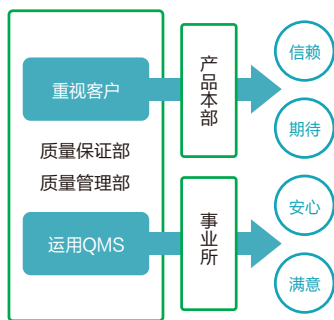 重视客户
质量保证部
质量管理部
运用QMS
产品本部
事业所
信赖
期待
安心
满意